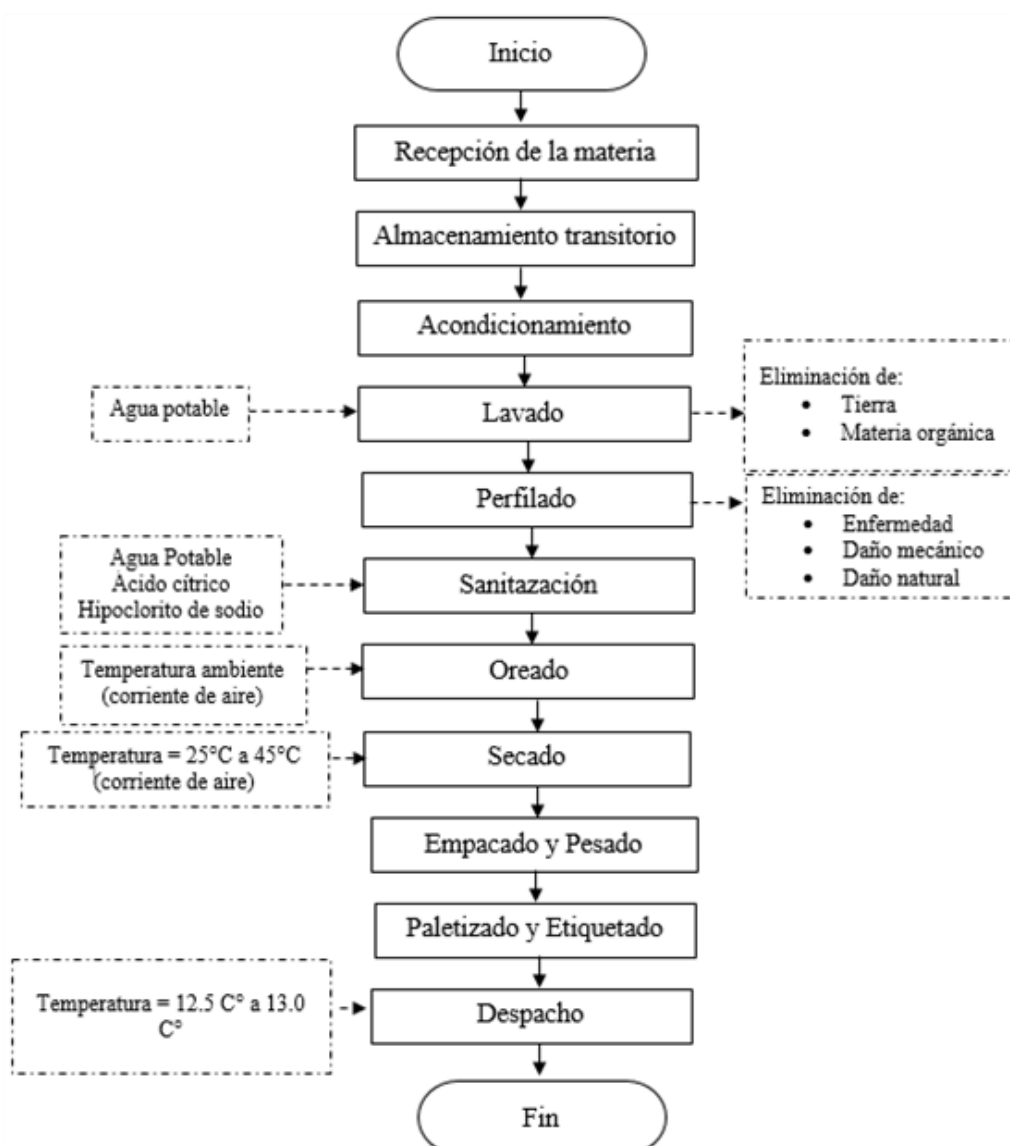 Inicio
Recepción de la materia
Almacenamiento transitorio
Acondicionamiento
Agua potable
Lavado
Eliminación de:
• Tierra
• Materia orgánica
Perfilado
Eliminación de:
• Enfermedad
• Daño mecánico
• Daño natural
Agua Potable
Ácido cítrico
Hipoclorito de sodio
Sanitazación
Temperatura ambiente
(corriente de aire)
Oreado
Temperatura = 25°C a 45°C
(corriente de aire)
Secado
Empacado y Pesado
Paletizado y Etiquetado
Temperatura = 12.5 C° a 13.0
C°
Despacho
Fin